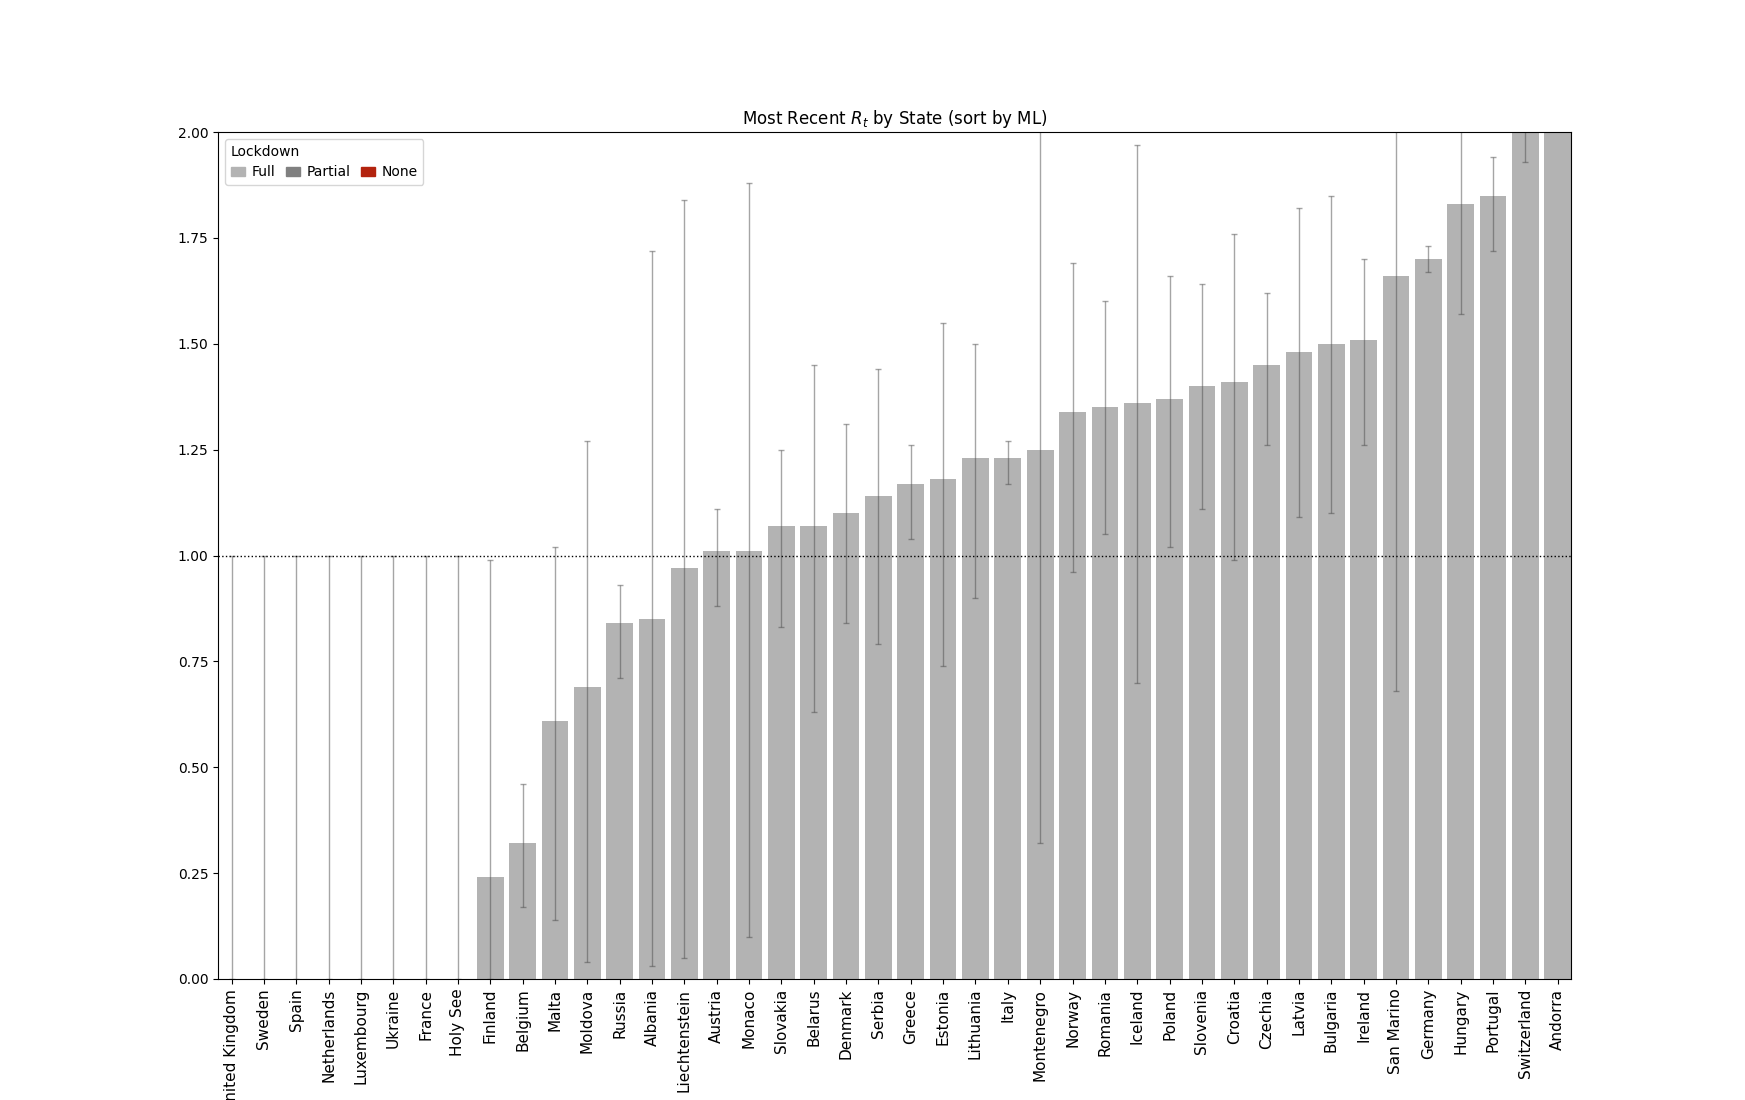 Most Recent Rt by State (sort by ML)
Lockdown
Full Partial None
2.00
1.75
1.50
1.25
1.00
0.75
0.50
0.25
0.00
nited Kingdom
Sweden
Spain
Netherlands
Luxembourg
Ukraine
France
Holy See
Finland
Belgium
Malta
Moldova
Russia
Albania
Liechtenstein
Austria
Monaco
Slovakia
Belarus
Denmark
Serbia
Greece
Estonia
Lithuania
Italy
Montenegro
Norway
Romania
Iceland
Poland
Slovenia
Croatia
Czechia
Latvia
Bulgaria
Ireland
San Marino
Germany
Hungary
Portugal
Switzerland
Andorra